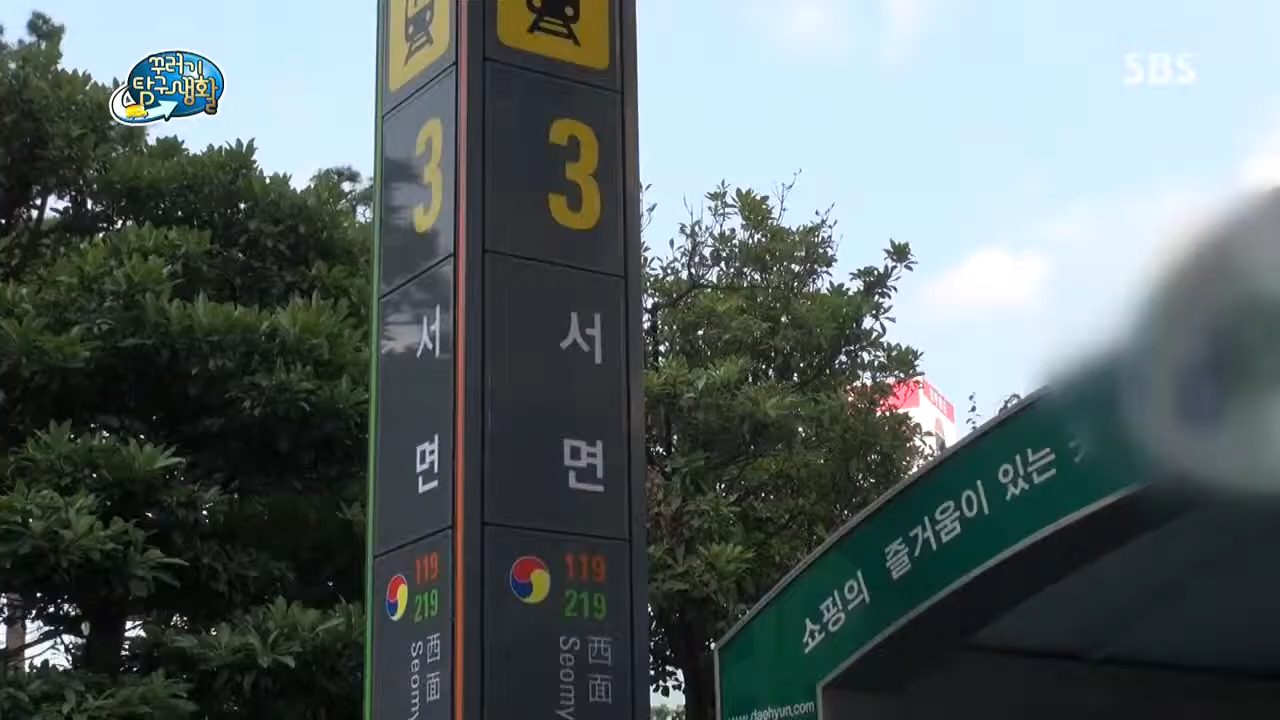 꾸러기
탐구생활
SBS
3
서
면
119
219
西
面
Seomy
3
서
면
119
219
西
面
Seomy
쇼핑의 즐거움이 있는
www.daehyun.com